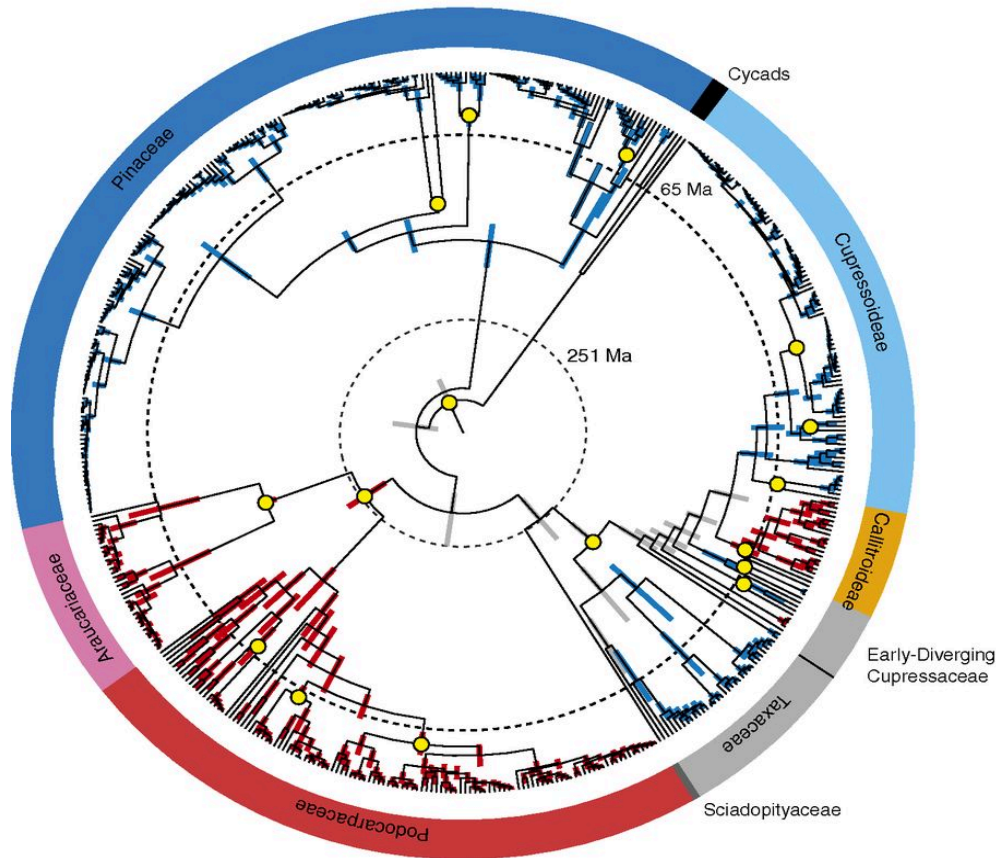 Cycads
Pinaceae
65 Ma
Cupressoideae
251 Ma
Callitroideae
Araucariaceae
Early-Diverging
Cupressaceae
Taxaceae
Sciadopityaceae
Podocarpaceae